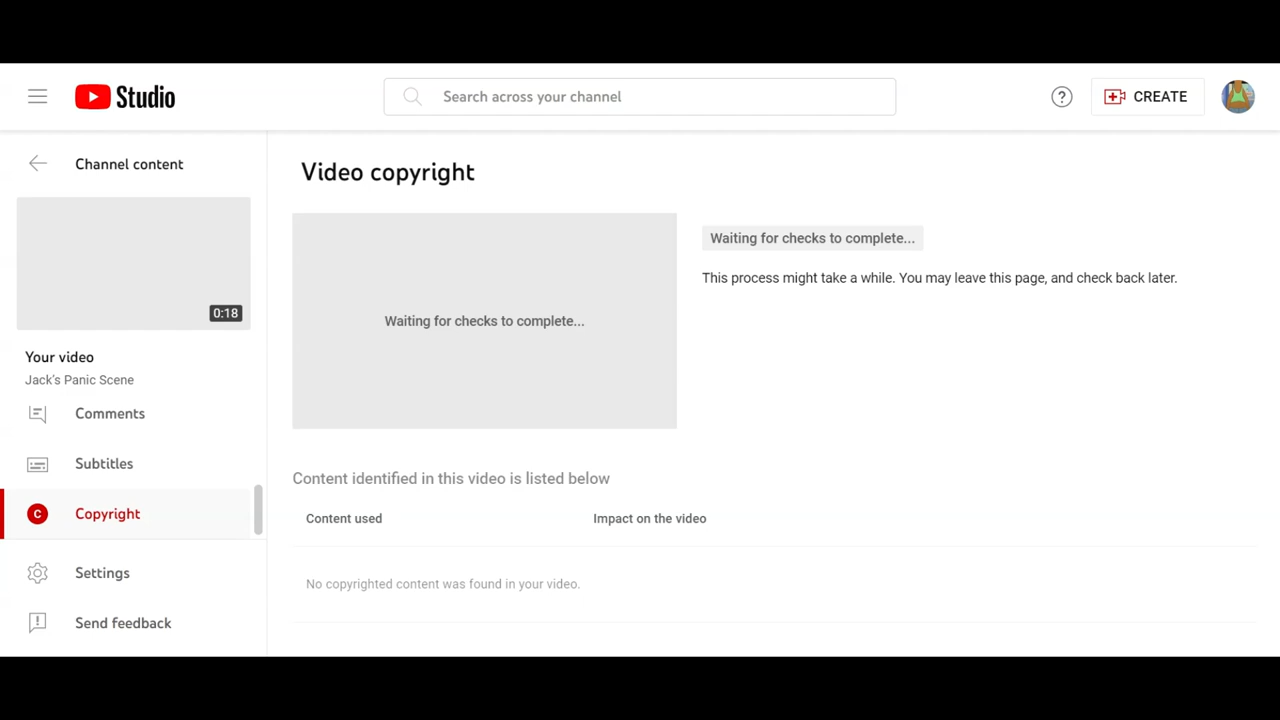 Studio
Search across your channel
CREATE
Channel content
0:18
Your video
Jack's Panic Scene
Comments
Subtitles
C Copyright
Settings
Send feedback
Video copyright
Waiting for checks to complete...
Waiting for checks to complete...
This process might take a while. You may leave this page, and check back later.
Content identified in this video is listed below
Content used Impact on the video
No copyrighted content was found in your video.